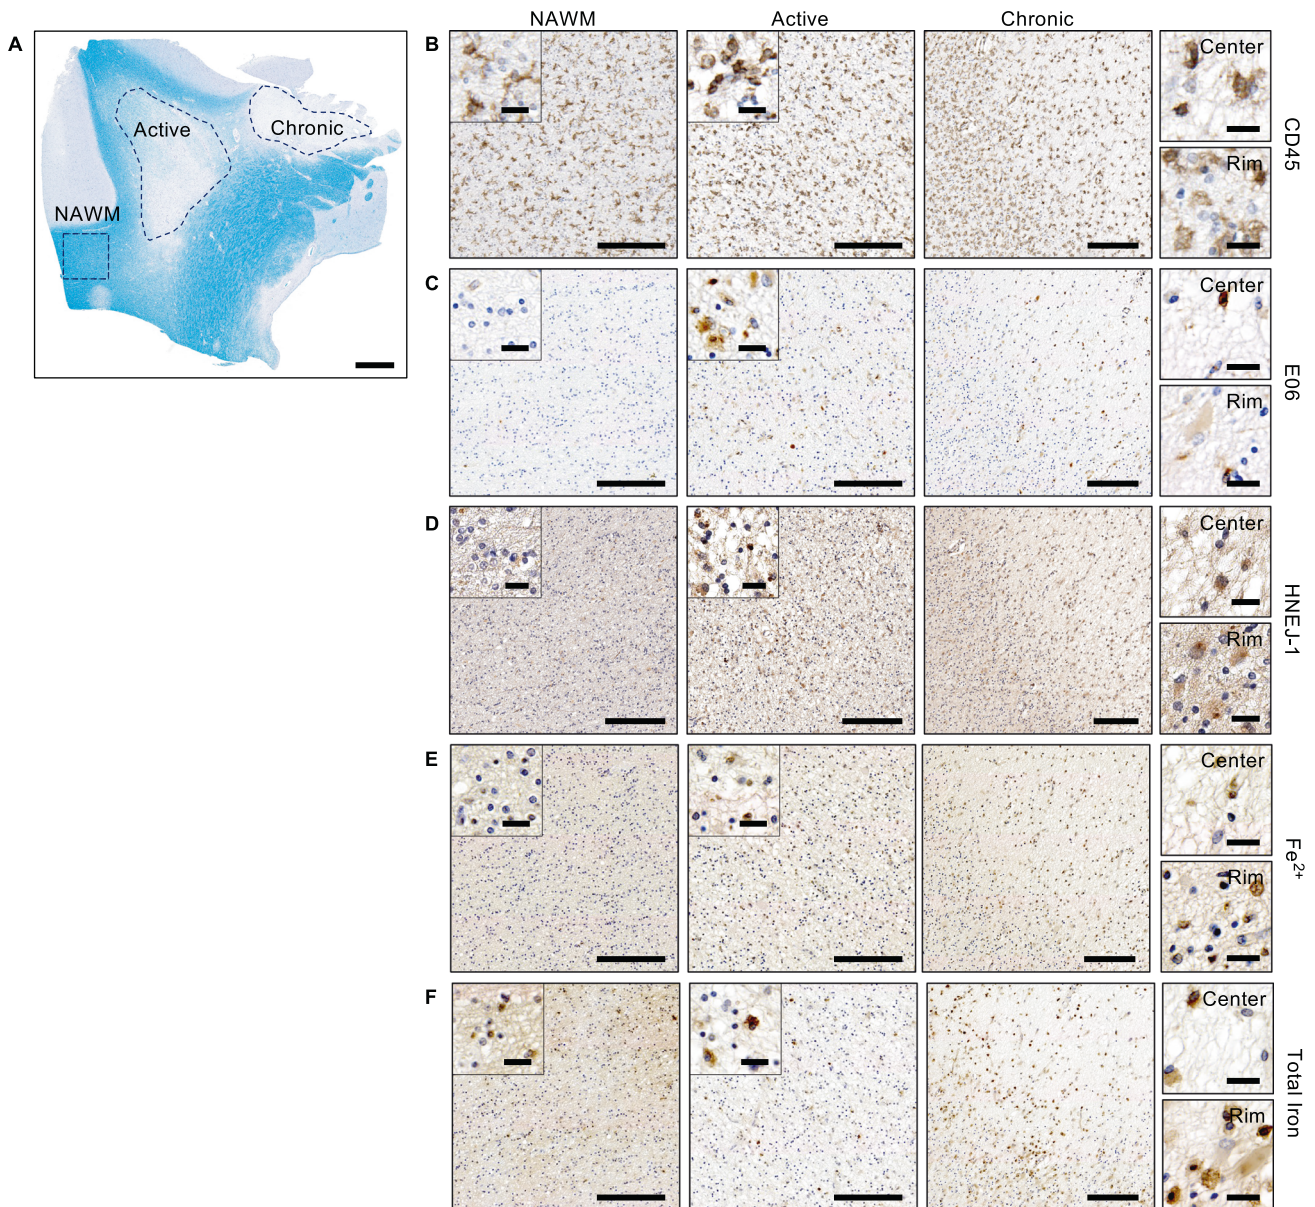 NAWM Active Chronic
A
Active
Chronic
NAWM
B
Center
Rim
CD45
C
Center
Rim
E06
D
Center
Rim
HNEJ-1
E
Center
Rim
Fe²⁺
F
Center
Rim
Total Iron